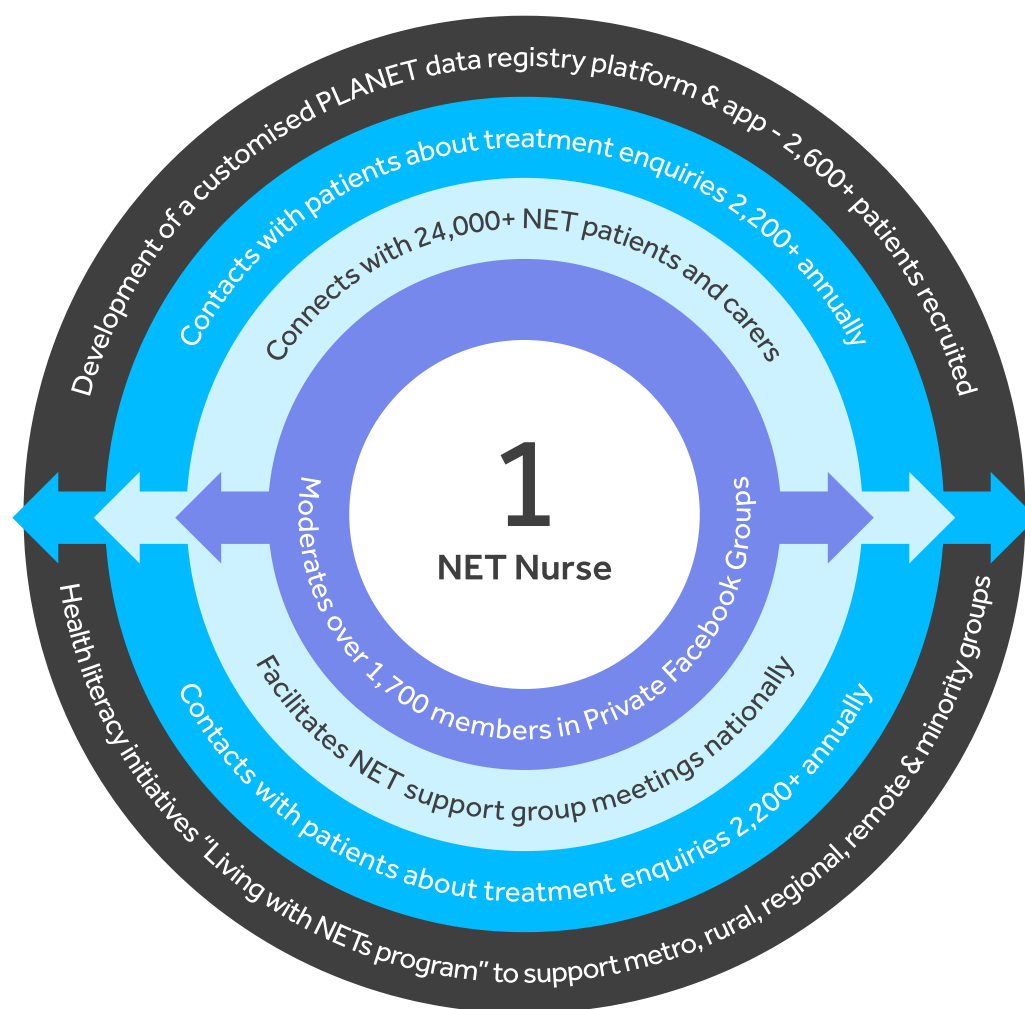 Development of a customised PLANET data registry platform & app - 2,600+ patients recruited
Contacts with patients about treatment enquiries 2,200+ annually
Connects with 24,000+ NET patients and carers
1
NET Nurse
Moderates over 1,700 members in Private Facebook Groups
Facilitates NET support group meetings nationally
Contacts with patients about treatment enquiries 2,200+ annually
Health literacy initiatives "Living with NETs program" to support metro, rural, regional, remote & minority groups